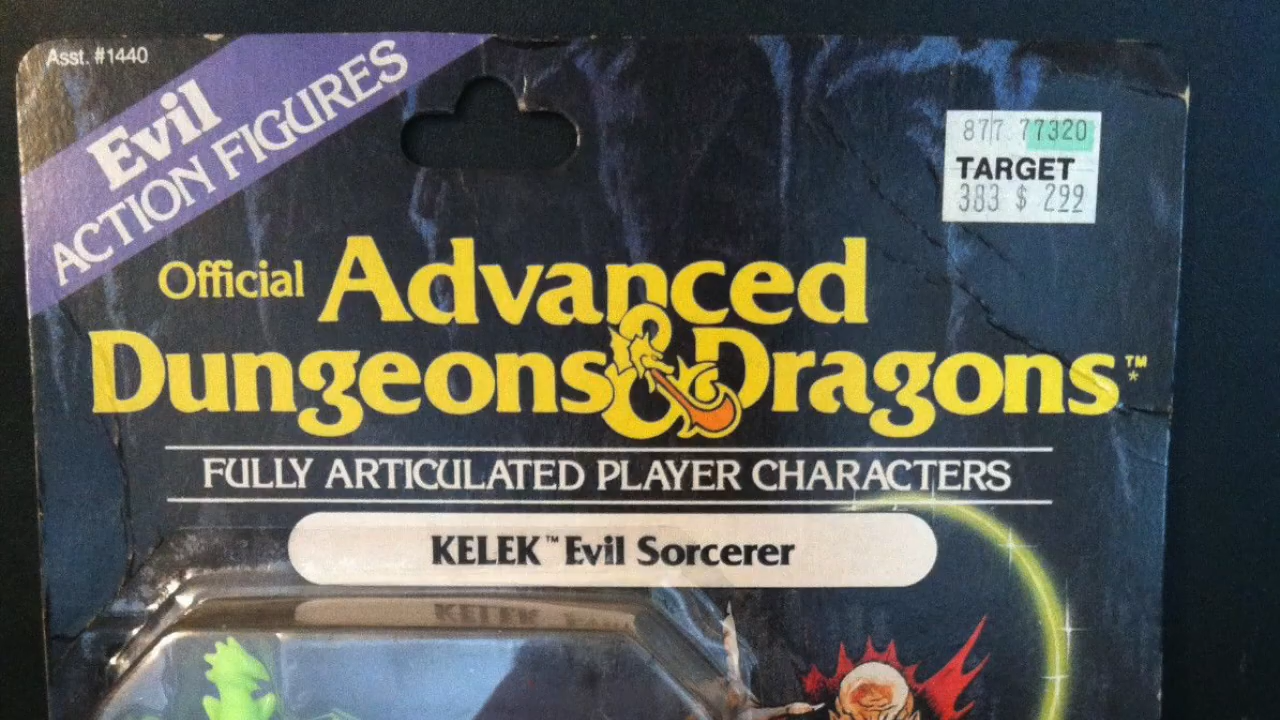 Asst. #1440
Evil
ACTION FIGURES
877 77320
TARGET
383 $ 299
Official Advanced
Dungeons & Dragons™*
FULLY ARTICULATED PLAYER CHARACTERS
KELEK™ Evil Sorcerer